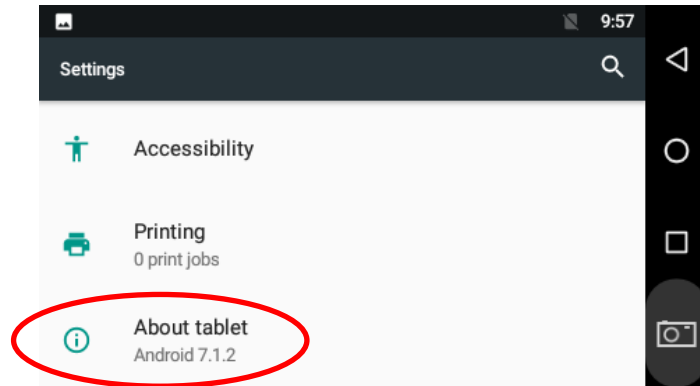 9:57
Settings
Accessibility
Printing
0 print jobs
About tablet
Android 7.1.2